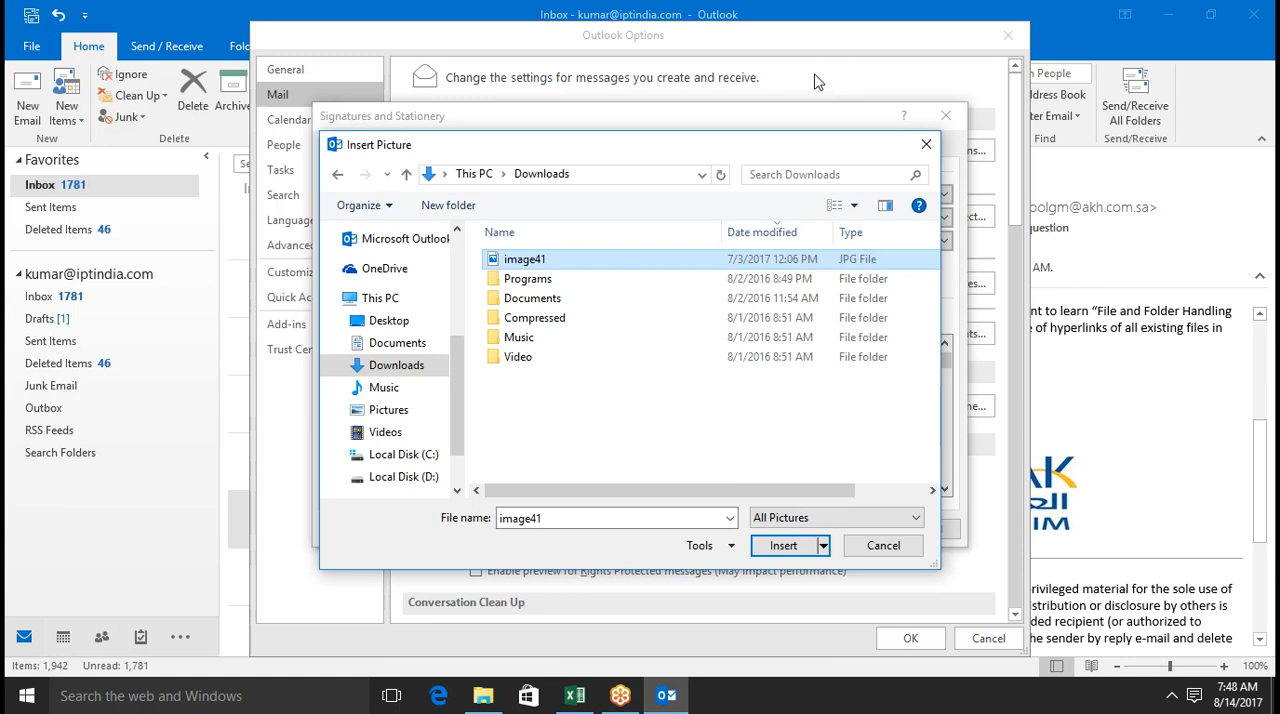 Inbox - kumar@iptindia.com - Outlook
File
Home
Send / Receive
Fol
Outlook Options
New Email
New Items
Ignore
Clean Up
Junk
Delete
Archive
New
Delete
People
ddress Book
ter Email
Find
Send/Receive All Folders
Send/Receive
Favorites
Inbox 1781
Sent Items
Deleted Items 46
kumar@iptindia.com
Inbox 1781
Drafts [1]
Sent Items
Deleted Items 46
Junk Email
Outbox
RSS Feeds
Search Folders
General
Mail
Calendar
People
Tasks
Search
Language
Advance
Customiz
Quick Ac
Add-ins
Trust Cen
Change the settings for messages you create and receive.
Signatures and Stationery
?
Insert Picture
This PC
Downloads
Search Downloads
Organize
New folder
Name
Date modified
Type
Microsoft Outlook
OneDrive
This PC
Desktop
Documents
Downloads
Music
Pictures
Videos
Local Disk (C:)
Local Disk (D:)
image41 7/3/2017 12:06 PM JPG File
Programs 8/2/2016 8:49 PM File folder
Documents 8/2/2016 11:54 AM File folder
Compressed 8/1/2016 8:51 AM File folder
Music 8/1/2016 8:51 AM File folder
Video 8/1/2016 8:51 AM File folder
File name: image41
All Pictures
Tools
Insert
Cancel
Enable preview for Rights Protected messages (May impact performance)
Conversation Clean Up
OK
Cancel
oolgm@akh.com.sa>
uestion
AM.
nt to learn “File and Folder Handling
e of hyperlinks of all existing files in
AK
IM
rivileged material for the sole use of
stribution or disclosure by others is
ded recipient (or authorized to
he sender by reply e-mail and delete
Items: 1,942 Unread: 1,781
100%
Search the web and Windows
7:48 AM
8/14/2017